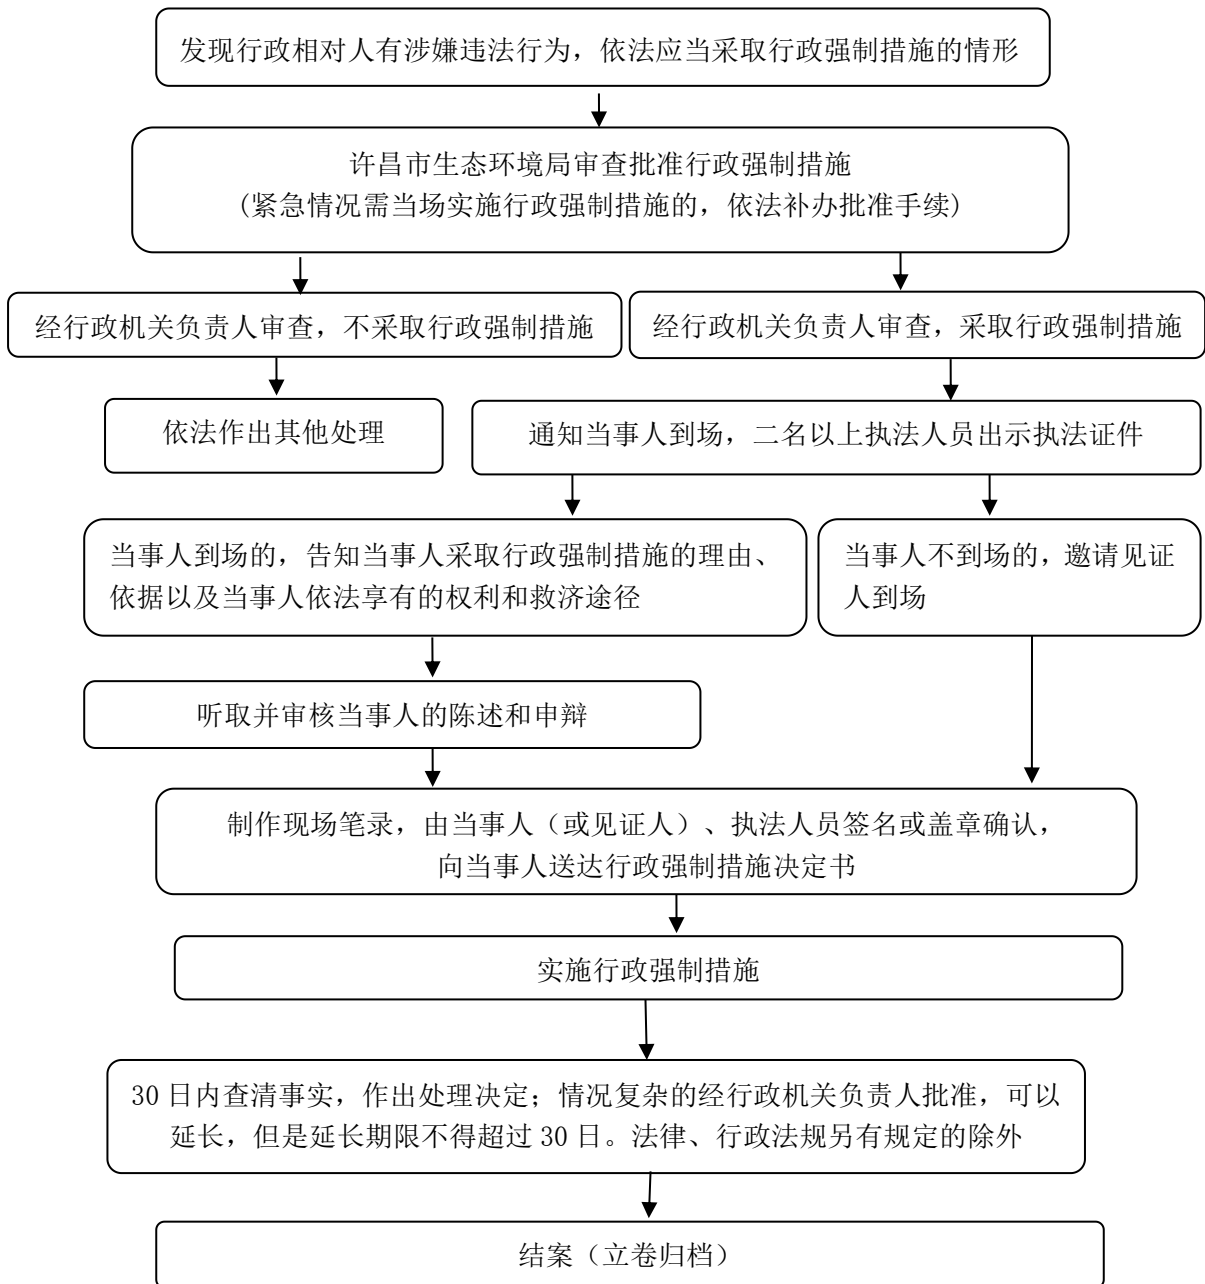 发现行政相对人有涉嫌违法行为，依法应当采取行政强制措施的情形
许昌市生态环境局审查批准行政强制措施
(紧急情况需当场实施行政强制措施的，依法补办批准手续)
经行政机关负责人审查，不采取行政强制措施
经行政机关负责人审查，采取行政强制措施
依法作出其他处理
通知当事人到场，二名以上执法人员出示执法证件
当事人到场的，告知当事人采取行政强制措施的理由、
依据以及当事人依法享有的权利和救济途径
当事人不到场的，邀请见证
人到场
听取并审核当事人的陈述和申辩
制作现场笔录，由当事人（或见证人）、执法人员签名或盖章确认，
向当事人送达行政强制措施决定书
实施行政强制措施
30 日内查清事实，作出处理决定；情况复杂的经行政机关负责人批准，可以
延长，但是延长期限不得超过 30 日。法律、行政法规另有规定的除外
结案（立卷归档）